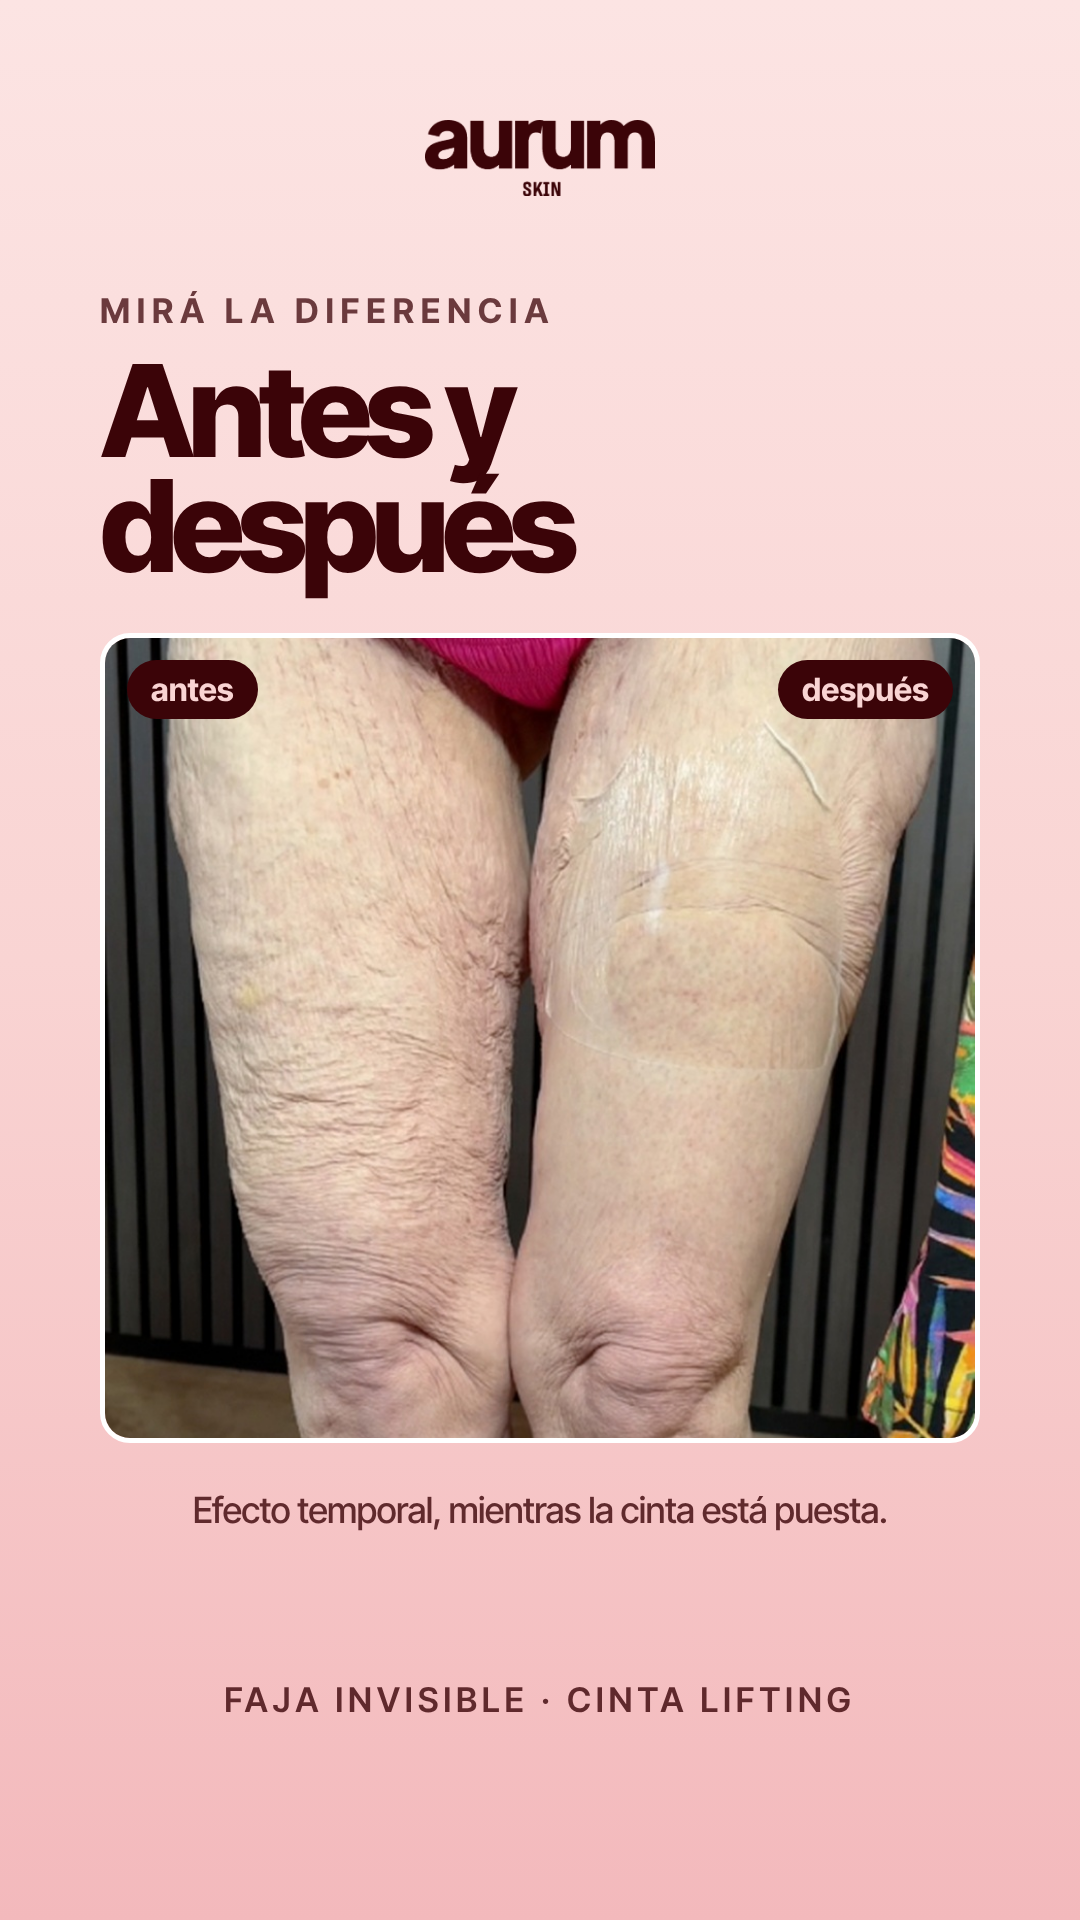 aurum
SKIN
MIRÁ LA DIFERENCIA
Antes y
después
antes
después
Efecto temporal, mientras la cinta está puesta.
FAJA INVISIBLE · CINTA LIFTING